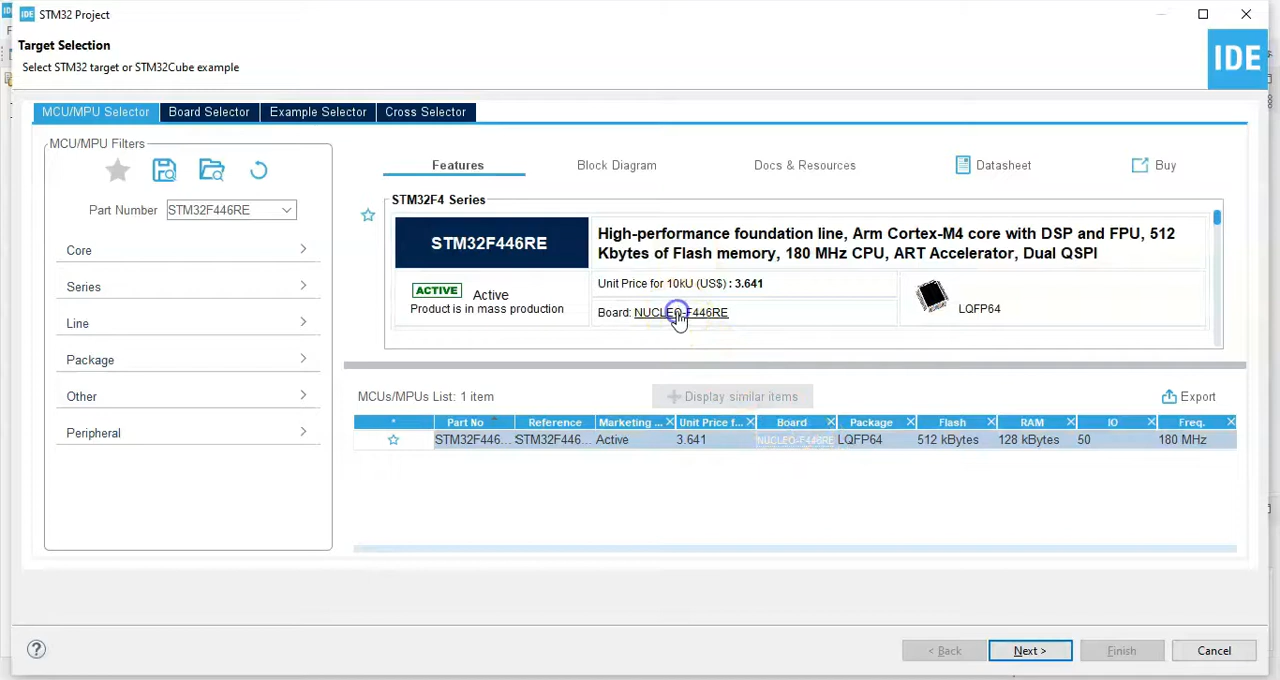 IDE STM32 Project
Target Selection
Select STM32 target or STM32Cube example
IDE
MCU/MPU Selector Board Selector Example Selector Cross Selector
MCU/MPU Filters
Part Number STM32F446RE
Core
Series
Line
Package
Other
Peripheral
Features Block Diagram Docs & Resources Datasheet Buy
STM32F4 Series
STM32F446RE
High-performance foundation line, Arm Cortex-M4 core with DSP and FPU, 512
Kbytes of Flash memory, 180 MHz CPU, ART Accelerator, Dual QSPI
ACTIVE Active
Product is in mass production
Unit Price for 10kU (US$) : 3.641
Board: NUCLEO-F446RE
LQFP64
MCUs/MPUs List: 1 item
+ Display similar items
Export
* Part No Reference Marketing ... Unit Price f... Board Package Flash RAM IO Freq.
STM32F446... STM32F446... Active 3.641 NUCLEO-F446RE LQFP64 512 kBytes 128 kBytes 50 180 MHz
? < Back Next > Finish Cancel